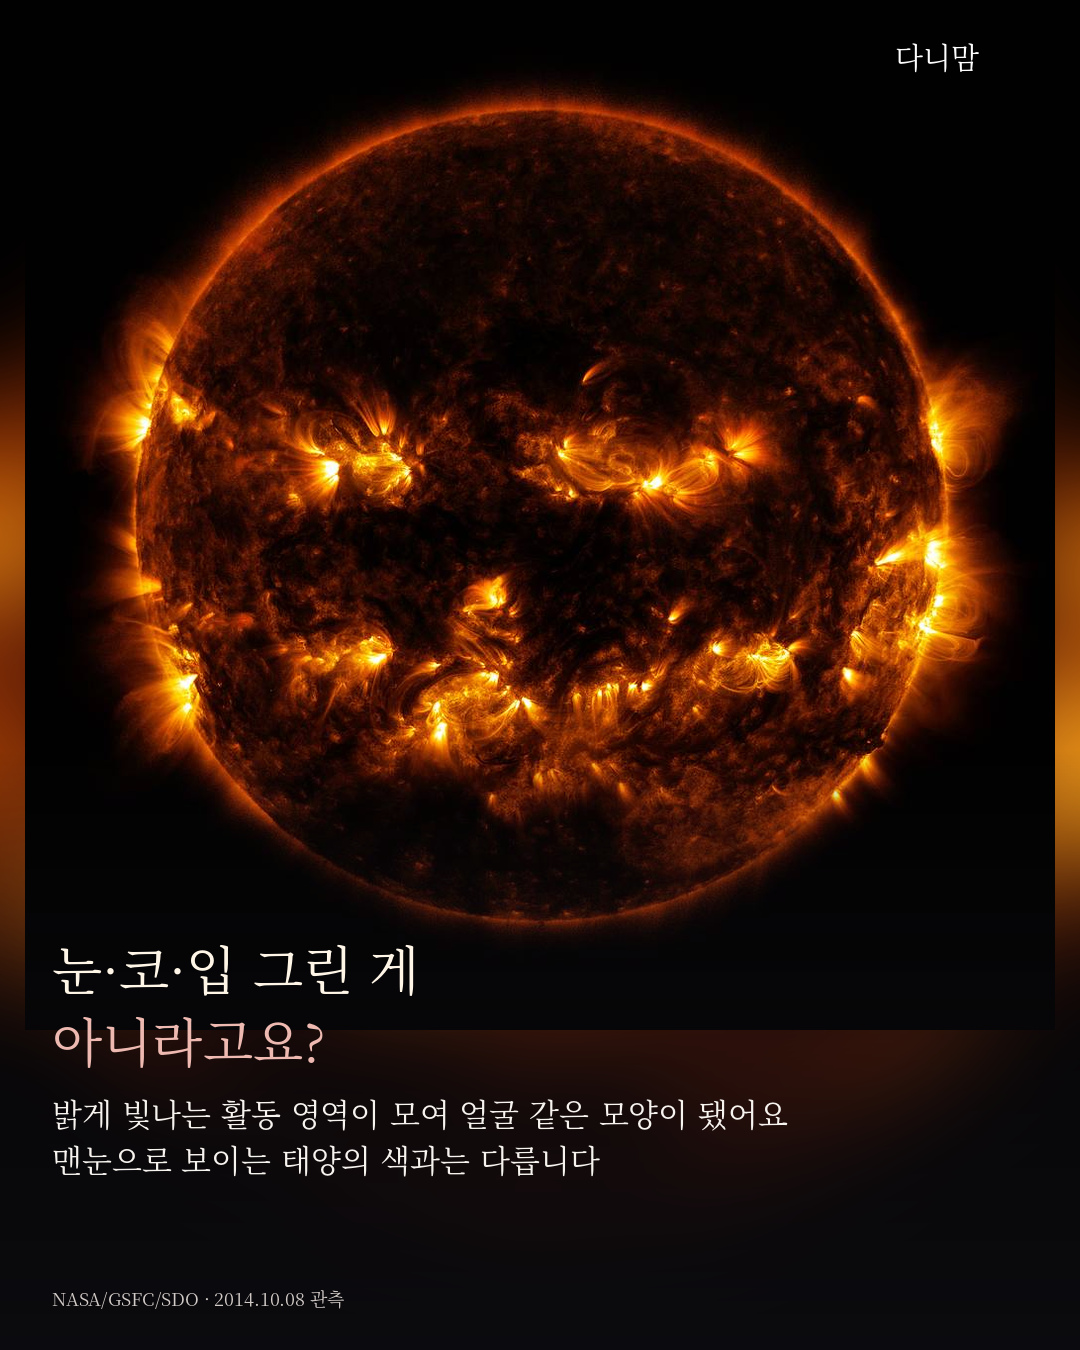 다니맘
눈·코·입 그린 게
아니라고요?
밝게 빛나는 활동 영역이 모여 얼굴 같은 모양이 됐어요
맨눈으로 보이는 태양의 색과는 다릅니다
NASA/GSFC/SDO · 2014.10.08 관측